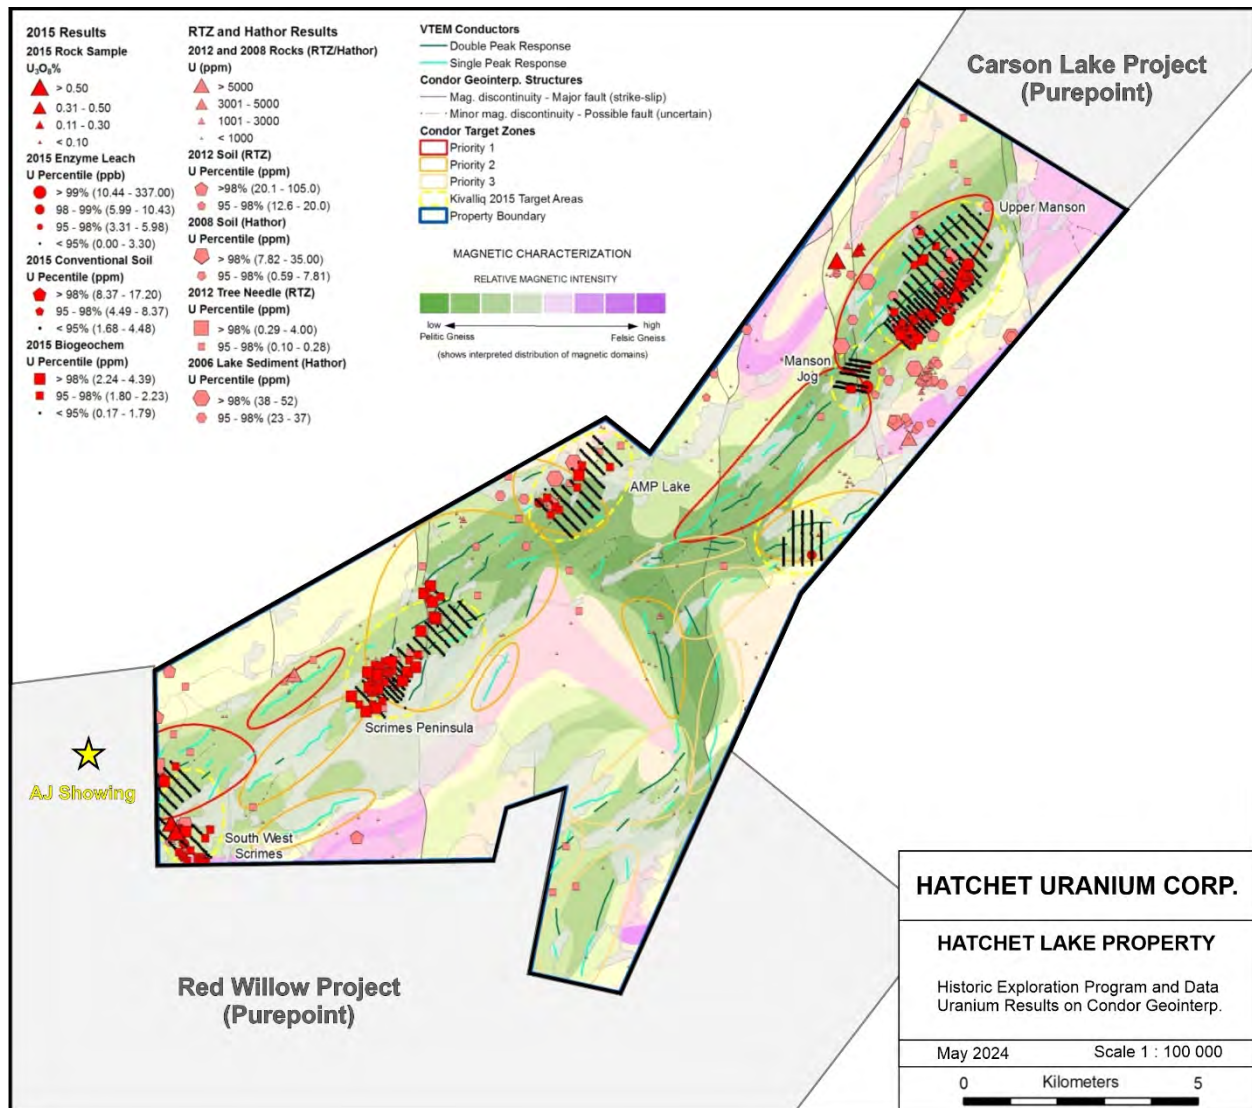 2015 Results
2015 Rock Sample
U₃O₈%
> 0.50
0.31 - 0.50
0.11 - 0.30
< 0.10
2015 Enzyme Leach
U Percentile (ppb)
> 99% (10.44 - 337.00)
98 - 99% (5.99 - 10.43)
95 - 98% (3.31 - 5.98)
< 95% (0.00 - 3.30)
2015 Conventional Soil
U Pecentile (ppm)
> 98% (8.37 - 17.20)
95 - 98% (4.49 - 8.37)
< 95% (1.68 - 4.48)
2015 Biogeochem
U Percentile (ppm)
> 98% (2.24 - 4.39)
95 - 98% (1.80 - 2.23)
< 95% (0.17 - 1.79)
RTZ and Hathor Results
2012 and 2008 Rocks (RTZ/Hathor)
U (ppm)
> 5000
3001 - 5000
1001 - 3000
< 1000
2012 Soil (RTZ)
U Percentile (ppm)
>98% (20.1 - 105.0)
95 - 98% (12.6 - 20.0)
2008 Soil (Hathor)
U Percentile (ppm)
> 98% (7.82 - 35.00)
95 - 98% (0.59 - 7.81)
2012 Tree Needle (RTZ)
U Percentile (ppm)
> 98% (0.29 - 4.00)
95 - 98% (0.10 - 0.28)
2006 Lake Sediment (Hathor)
U Percentile (ppm)
> 98% (38 - 52)
95 - 98% (23 - 37)
VTEM Conductors
Double Peak Response
Single Peak Response
Condor Geointerp. Structures
Mag. discontinuity - Major fault (strike-slip)
Minor mag. discontinuity - Possible fault (uncertain)
Condor Target Zones
Priority 1
Priority 2
Priority 3
Kivalliq 2015 Target Areas
Property Boundary
MAGNETIC CHARACTERIZATION
RELATIVE MAGNETIC INTENSITY
low high
Pelitic Gneiss Felsic Gneiss
(shows interpreted distribution of magnetic domains)
Carson Lake Project
(Purepoint)
Upper Manson
Manson
Jog
AMP Lake
Scrimes Peninsula
AJ Showing
South West
Scrimes
Red Willow Project
(Purepoint)
HATCHET URANIUM CORP.
HATCHET LAKE PROPERTY
Historic Exploration Program and Data
Uranium Results on Condor Geointerp.
May 2024 Scale 1 : 100 000
0 Kilometers 5